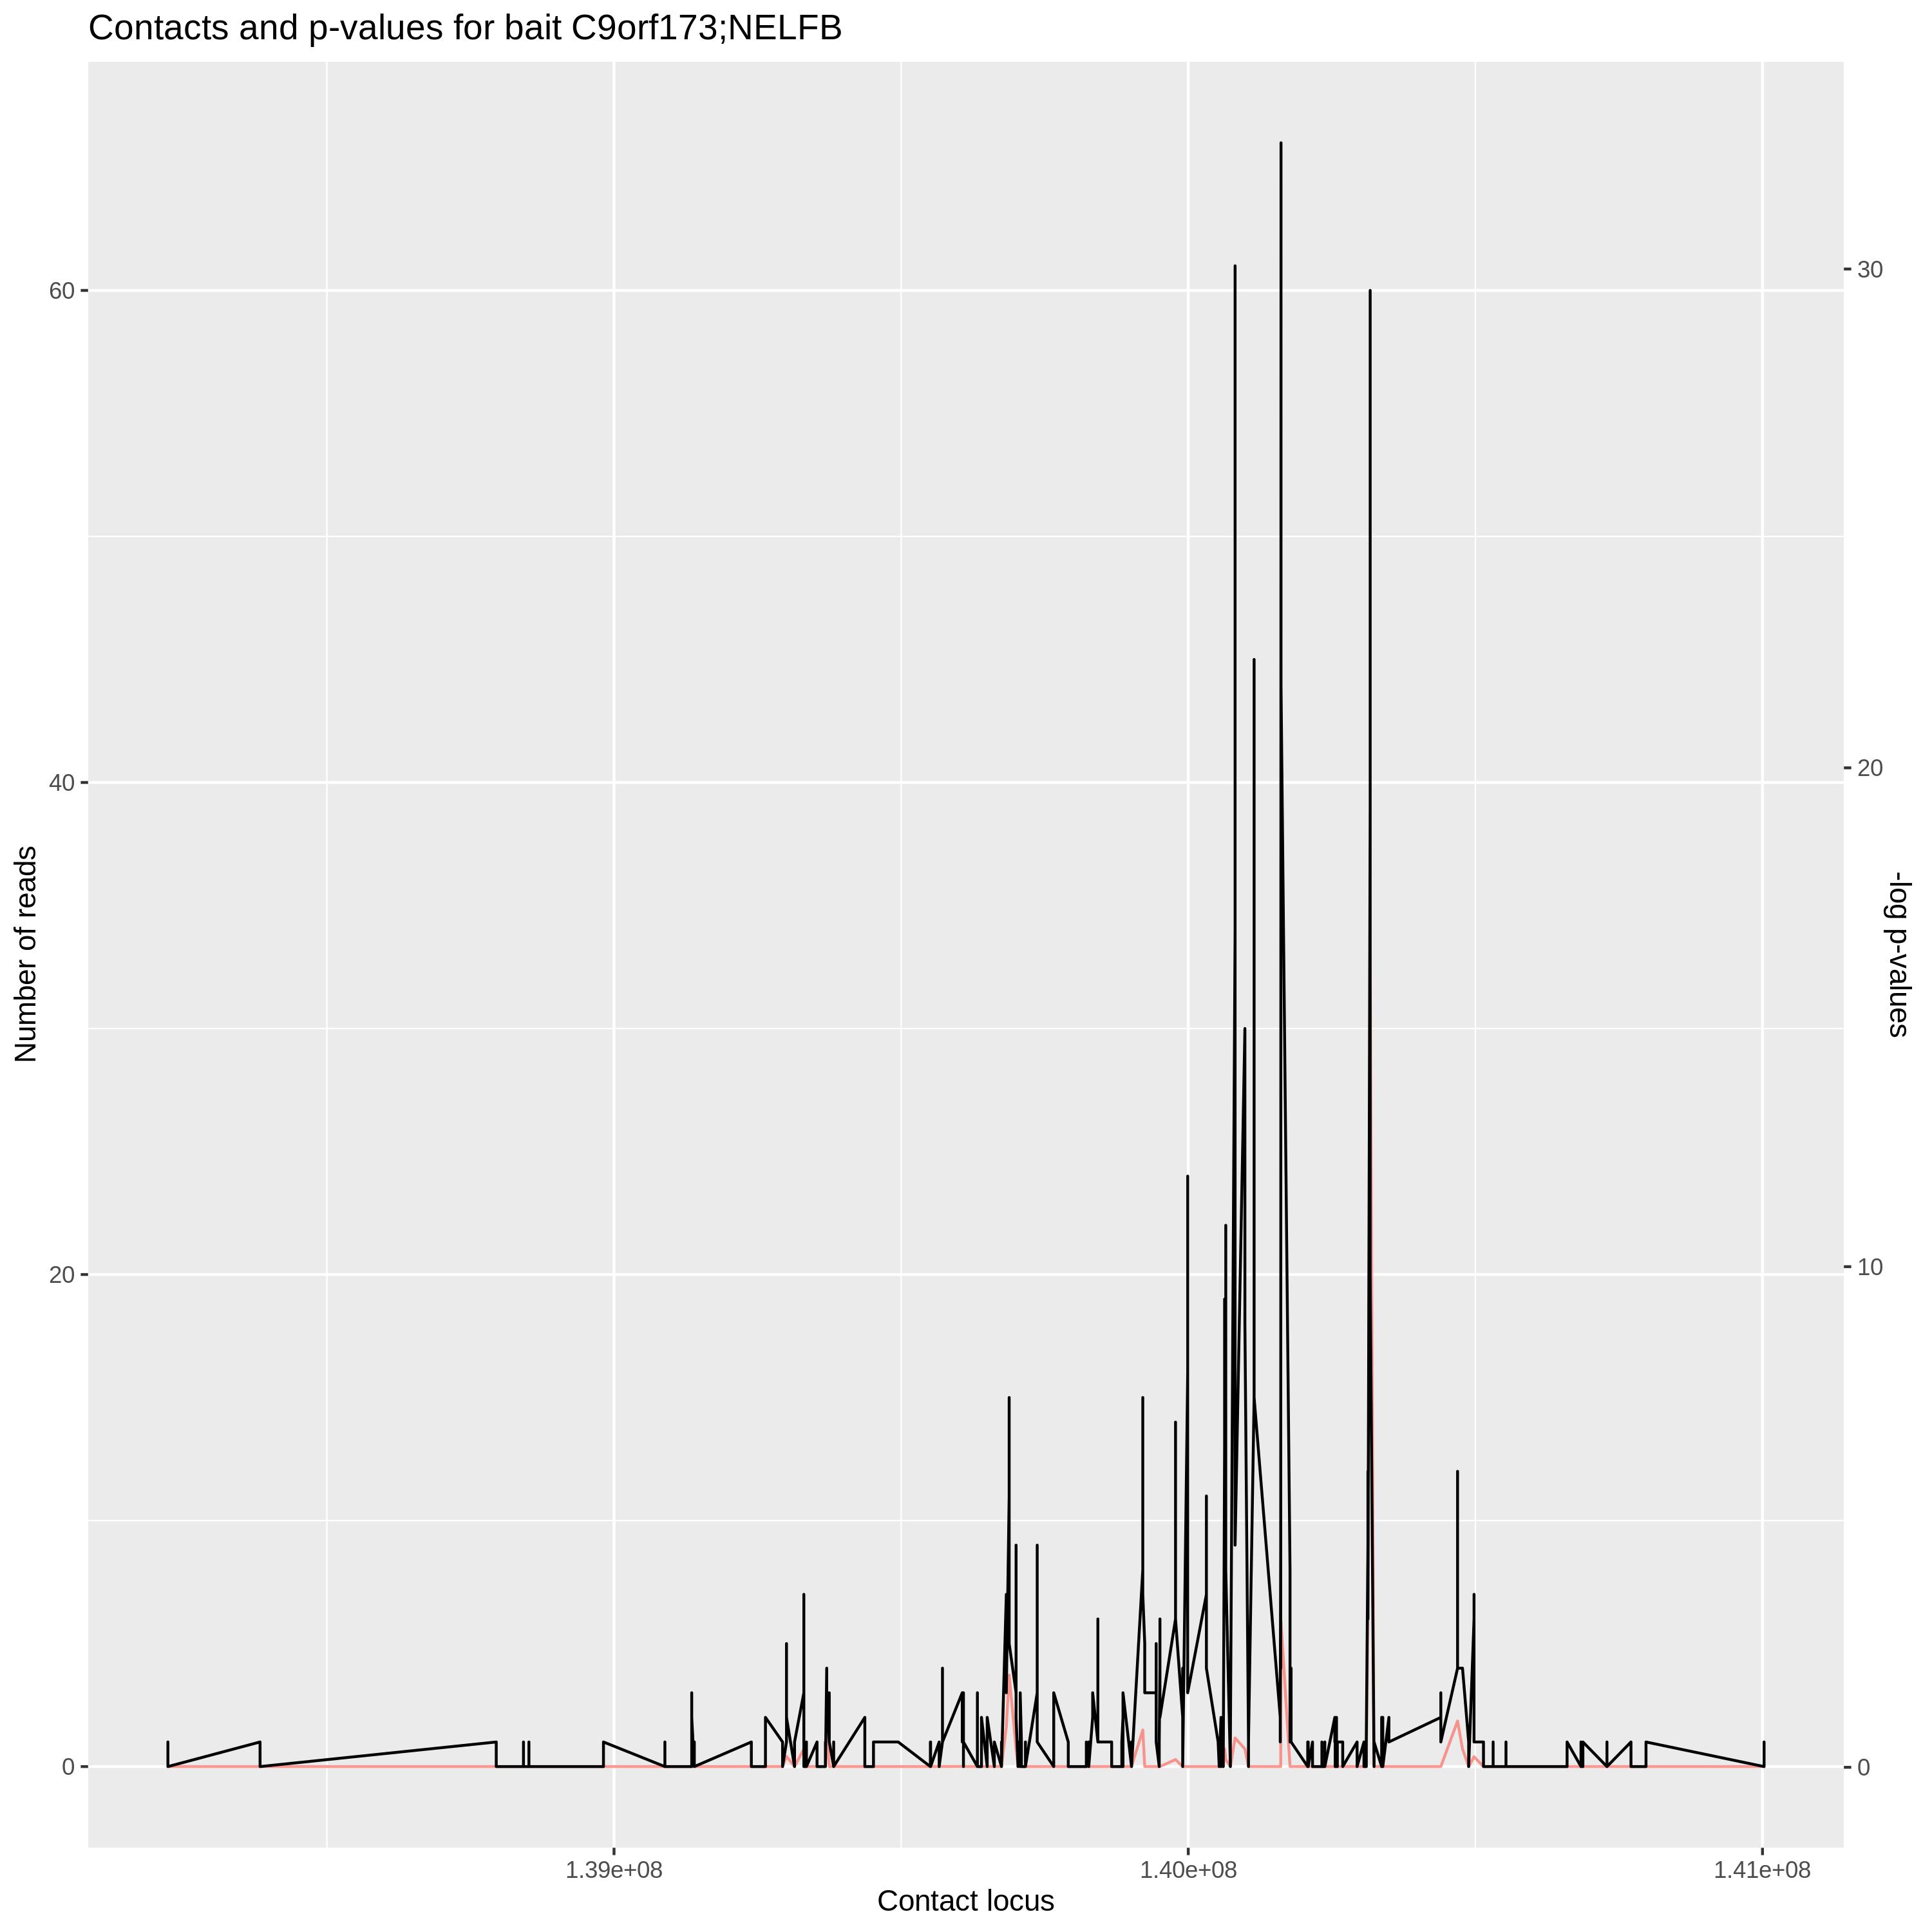 Contacts and p-values for bait C9orf173;NELFB
60
40
20
0
Number of reads
30
20
10
0
-log p-values
1.39e+08
1.40e+08
1.41e+08
Contact locus